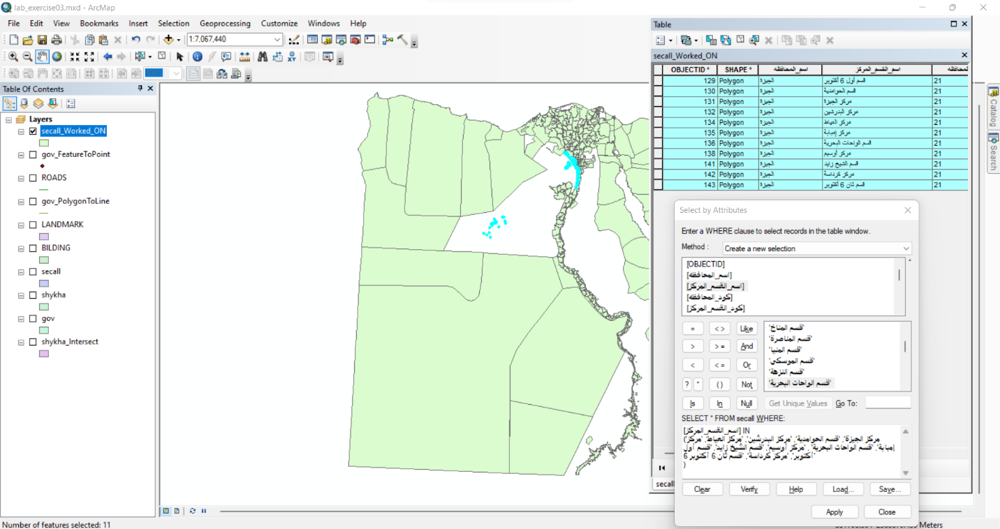 lab_exercise03.mxd - ArcMap
File Edit View Bookmarks Insert Selection Geoprocessing Customize Windows Help
1:7,067,440
Table Of Contents
Layers
secall_Worked_ON
gov_FeatureToPoint
ROADS
gov_PolygonToLine
LANDMARK
BILDING
secall
shykha
gov
shykha_Intersect
Table
secall_Worked_ON
OBJECTID * SHAPE * اسم_المحافظه اسم_القسم_المركز المحافظه
129 Polygon الجيزة قسم أول 6 أكتوبر 21
130 Polygon الجيزة قسم الحوامدية 21
131 Polygon الجيزة مركز الجيزة 21
132 Polygon الجيزة مركز البدرشين 21
134 Polygon الجيزة مركز العياط 21
135 Polygon الجيزة مركز إمبابة 21
136 Polygon الجيزة قسم الواحات البحرية 21
138 Polygon الجيزة مركز أوسيم 21
141 Polygon الجيزة قسم الشيخ زايد 21
142 Polygon الجيزة مركز كرداسة 21
143 Polygon الجيزة قسم ثان 6 أكتوبر 21
Catalog
Search
secall
Select by Attributes
Enter a WHERE clause to select records in the table window.
Method : Create a new selection
[OBJECTID]
[اسم_المحافظه]
[اسم_القسم_المركز]
[كود_المحافظه]
[كود_القسم_المركز]
= < > Like
> > = And
< < = Or
? * ( ) Not
Is In Null
'قسم المناخ'
'قسم المناصرة'
'قسم المنيا'
'قسم الموسكي'
'قسم النزهة'
'قسم الواحات البحرية'
Get Unique Values Go To:
SELECT * FROM secall WHERE:
[اسم_القسم_المركز] IN
('مركز الجيزة', 'قسم الحوامدية', 'مركز البدرشين', 'مركز العياط', 'مركز
إمبابة', 'قسم الواحات البحرية', 'مركز أوسيم', 'قسم الشيخ زايد', 'قسم أول
6 أكتوبر', 'مركز كرداسة', 'قسم ثان 6 أكتوبر'
)
Clear Verify Help Load... Save...
Apply Close
Number of features selected: 11
Meters